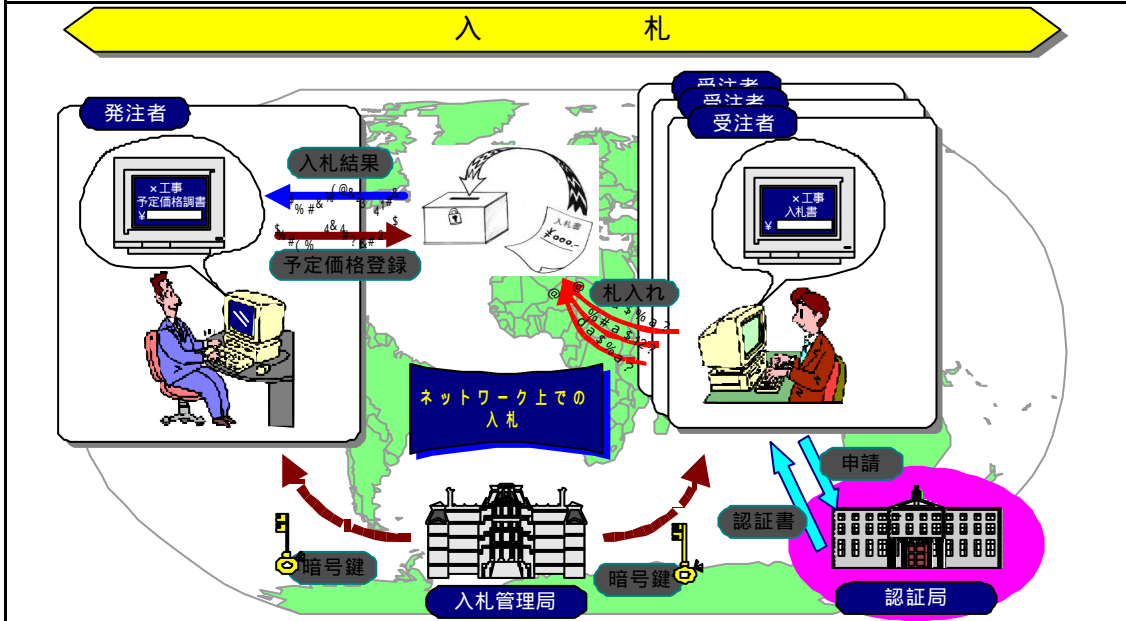 入 札
発注者
×工事
予定価格調書
¥
入札結果
予定価格登録
入札書
¥000.-
受注者
受注者
受注者
×工事
入札書
¥
札入れ
ネットワーク上での
入札
申請
認証書
暗号鍵
暗号鍵
入札管理局
認証局